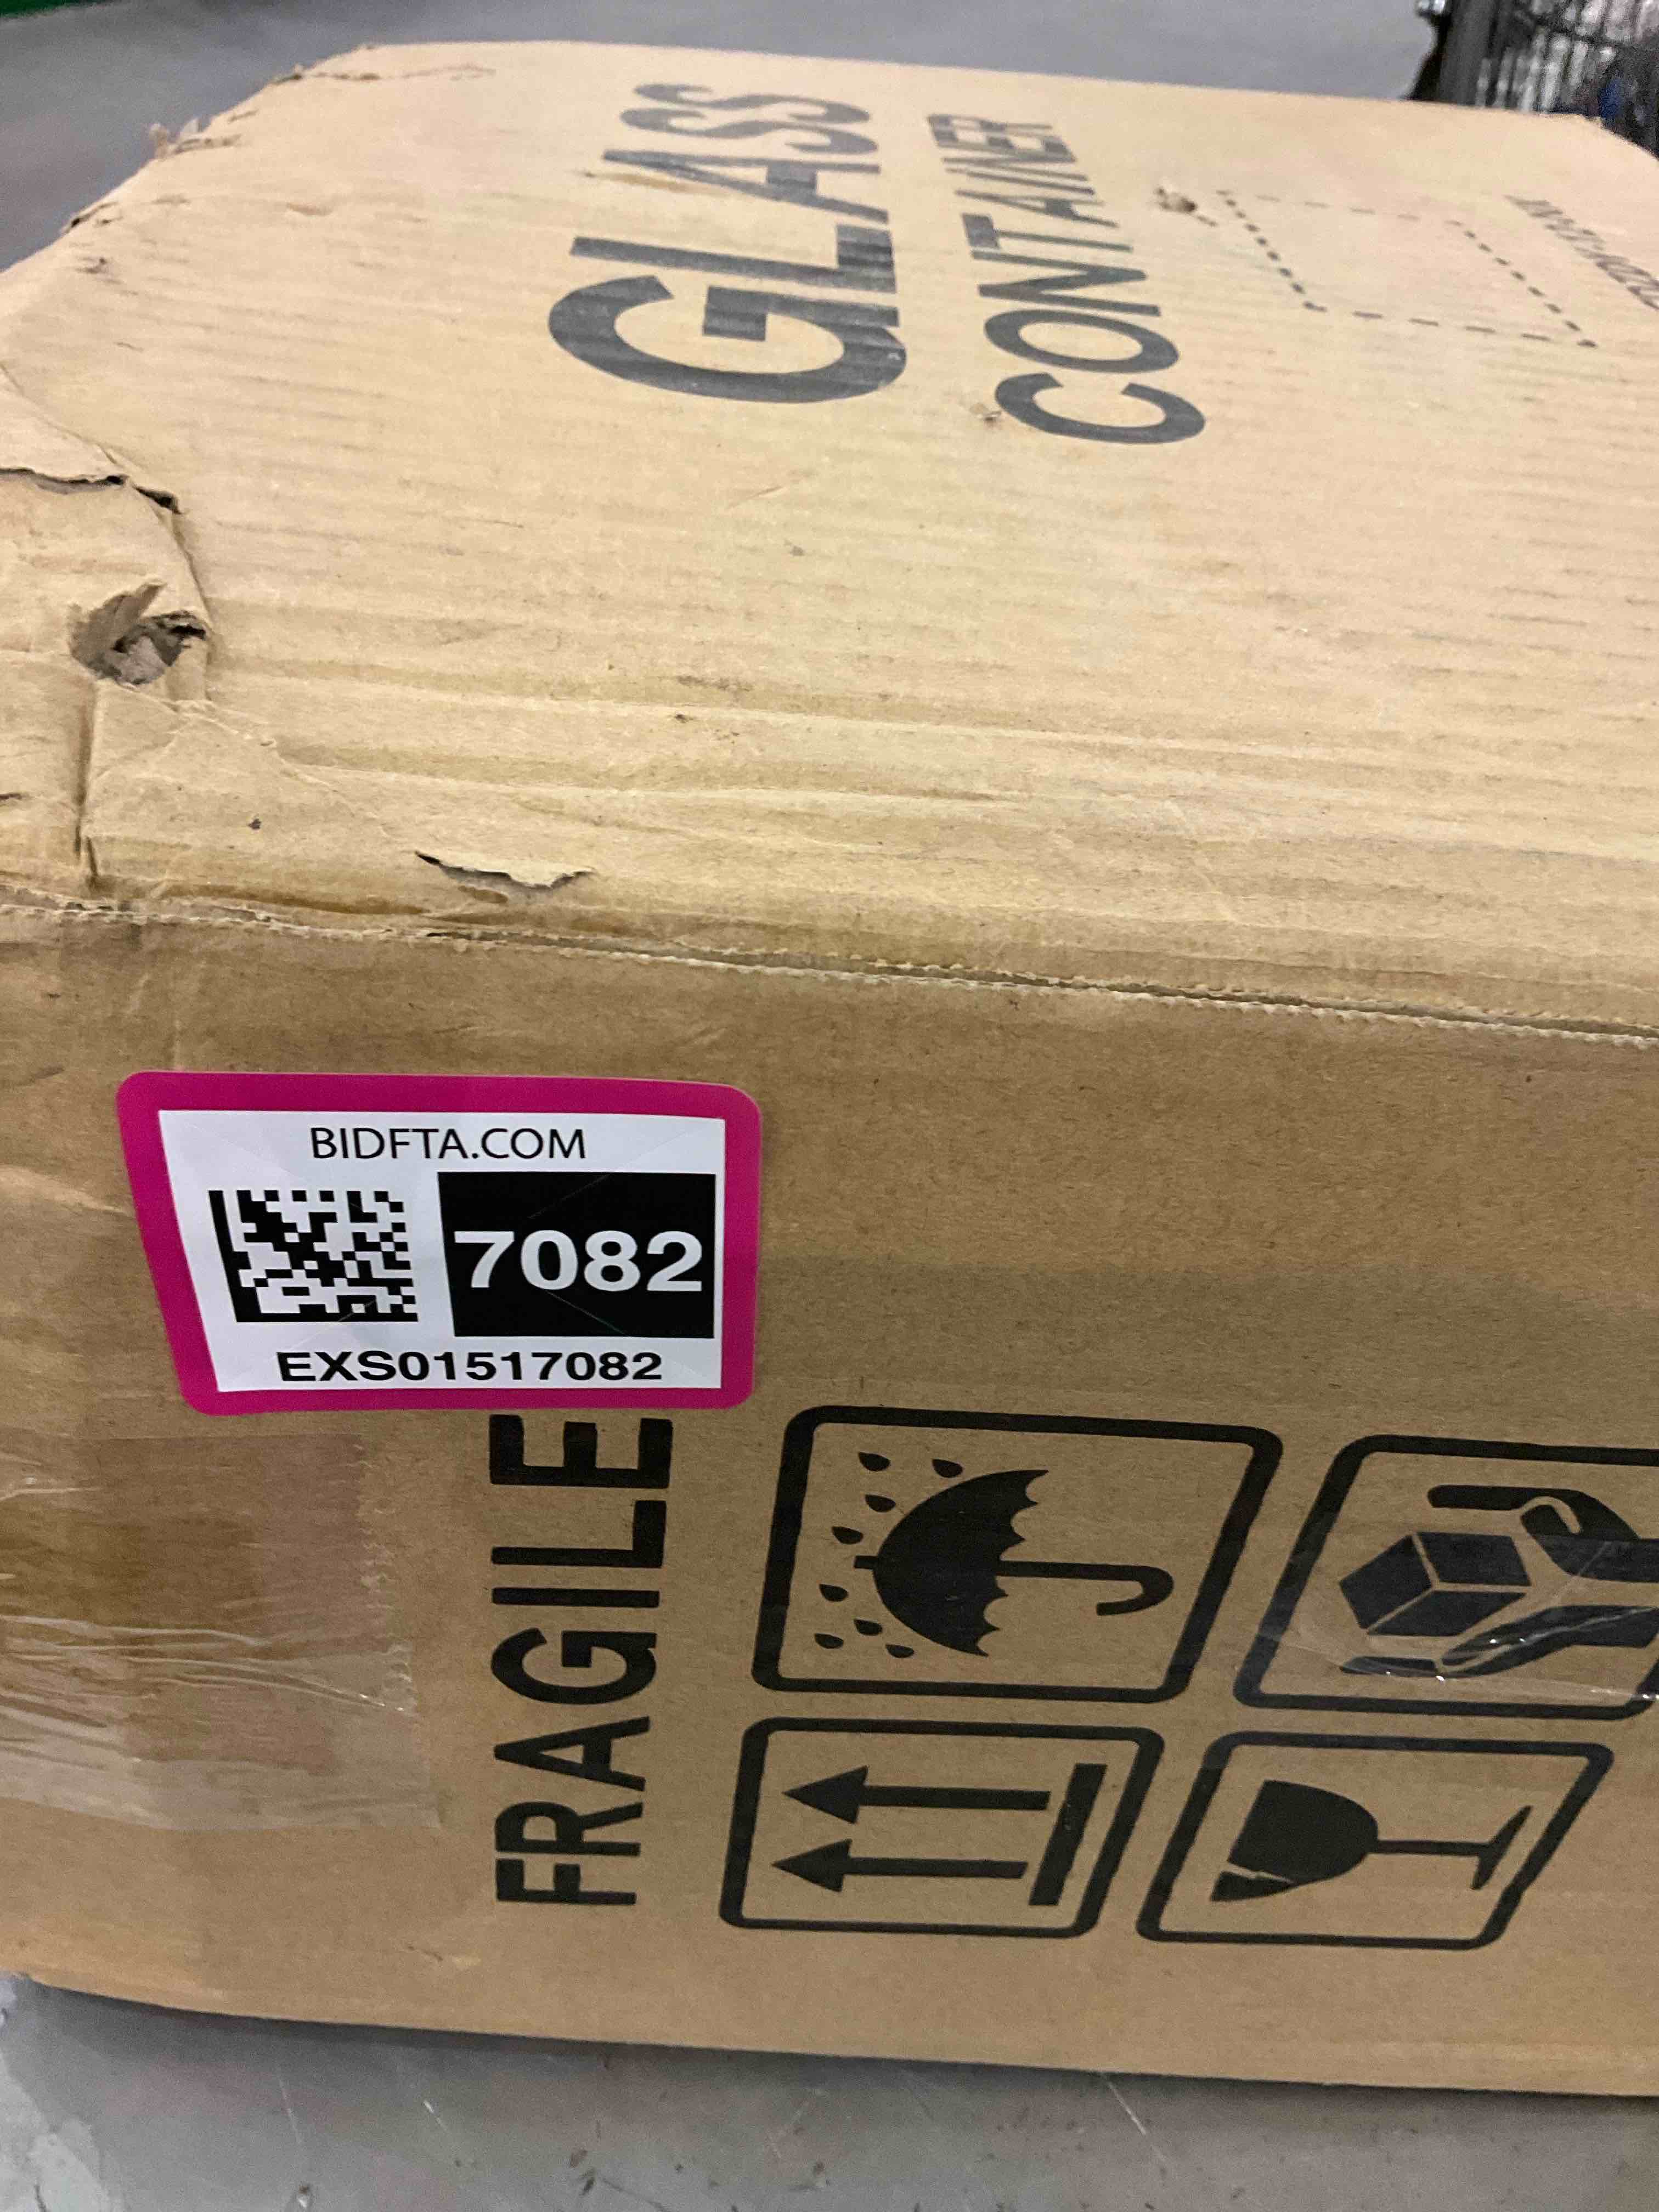 GLASS
CONTAINER
BIDFTA.COM
7082
EXS01517082
FRAGILE